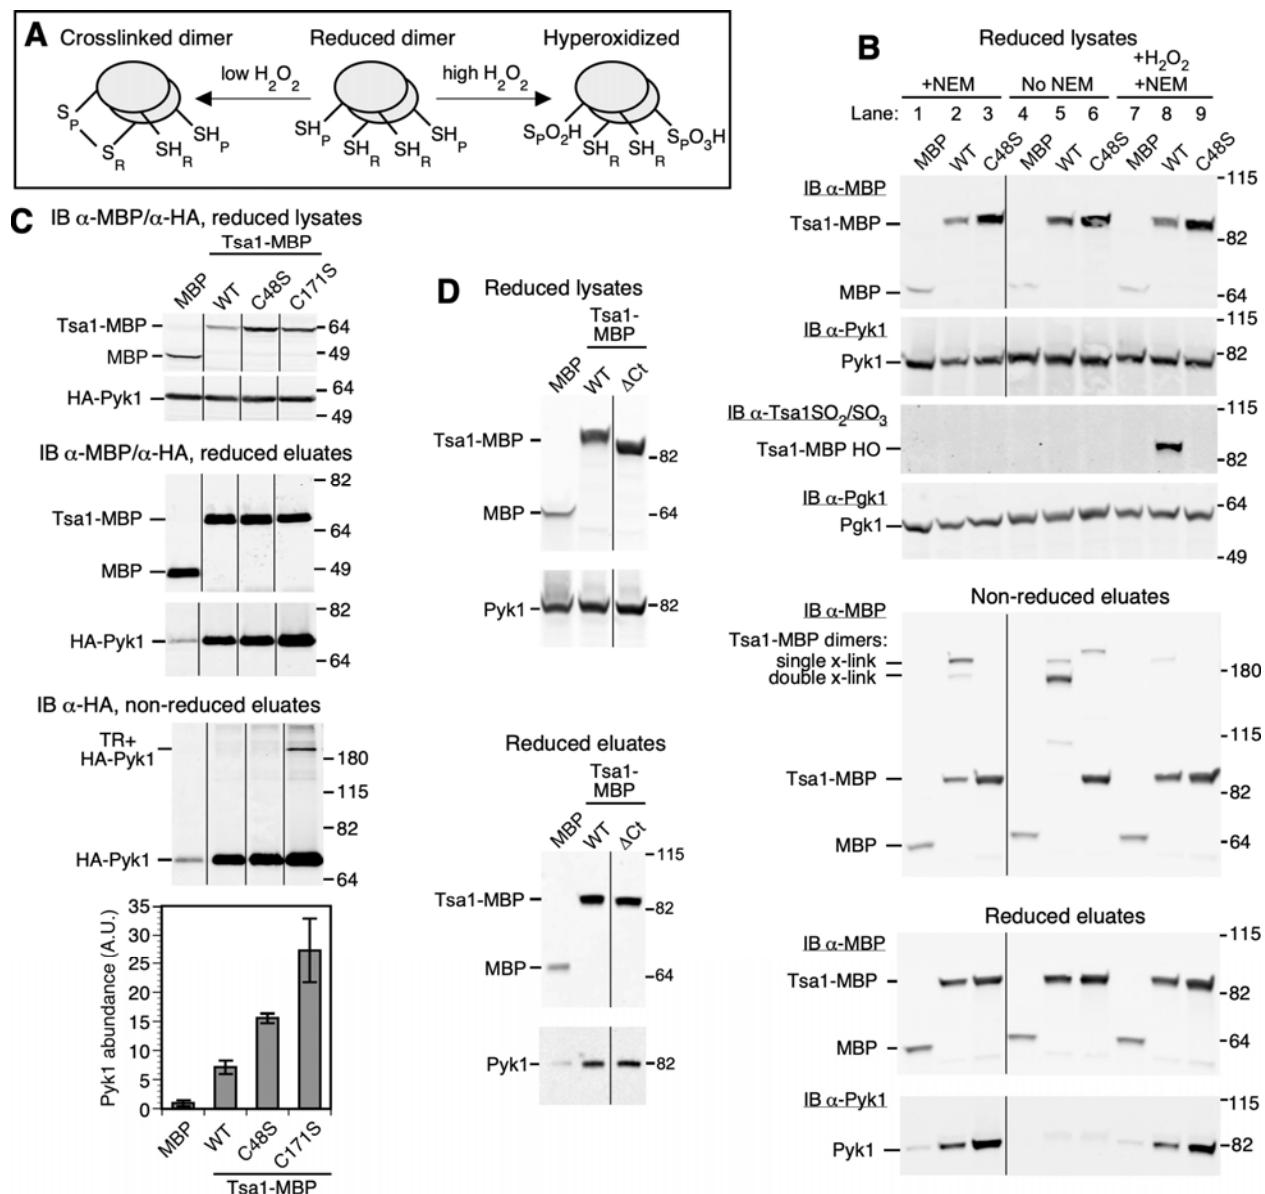 A
Crosslinked dimer
Reduced dimer
Hyperoxidized
low H2O2
high H2O2
SP
SR
SHR
SHP
SHP
SHR
SHR
SHP
SPO2H
SHR
SHR
SPO3H
B
Reduced lysates
+H2O2
+NEM
No NEM
+NEM
Lane: 1 2 3 4 5 6 7 8 9
MBP WT C48S MBP WT C48S MBP WT C48S
IB α-MBP
115
Tsa1-MBP
82
MBP
64
IB α-Pyk1
115
Pyk1
82
IB α-Tsa1SO2/SO3
115
Tsa1-MBP HO
82
IB α-Pgk1
64
Pgk1
49
Non-reduced eluates
IB α-MBP
Tsa1-MBP dimers:
single x-link
double x-link
180
115
Tsa1-MBP
82
MBP
64
Reduced eluates
IB α-MBP
115
Tsa1-MBP
82
MBP
64
IB α-Pyk1
115
Pyk1
82
C
IB α-MBP/α-HA, reduced lysates
Tsa1-MBP
MBP WT C48S C171S
Tsa1-MBP
64
MBP
49
HA-Pyk1
64
49
IB α-MBP/α-HA, reduced eluates
82
Tsa1-MBP
64
MBP
49
82
HA-Pyk1
64
IB α-HA, non-reduced eluates
TR+
HA-Pyk1
180
115
82
HA-Pyk1
64
Pyk1 abundance (A.U.)
35
30
25
20
15
10
5
0
MBP WT C48S C171S
Tsa1-MBP
D
Reduced lysates
Tsa1-
MBP
MBP WT ΔCt
Tsa1-MBP
82
MBP
64
Pyk1
82
Reduced eluates
Tsa1-
MBP
MBP WT ΔCt
115
Tsa1-MBP
82
MBP
64
Pyk1
82